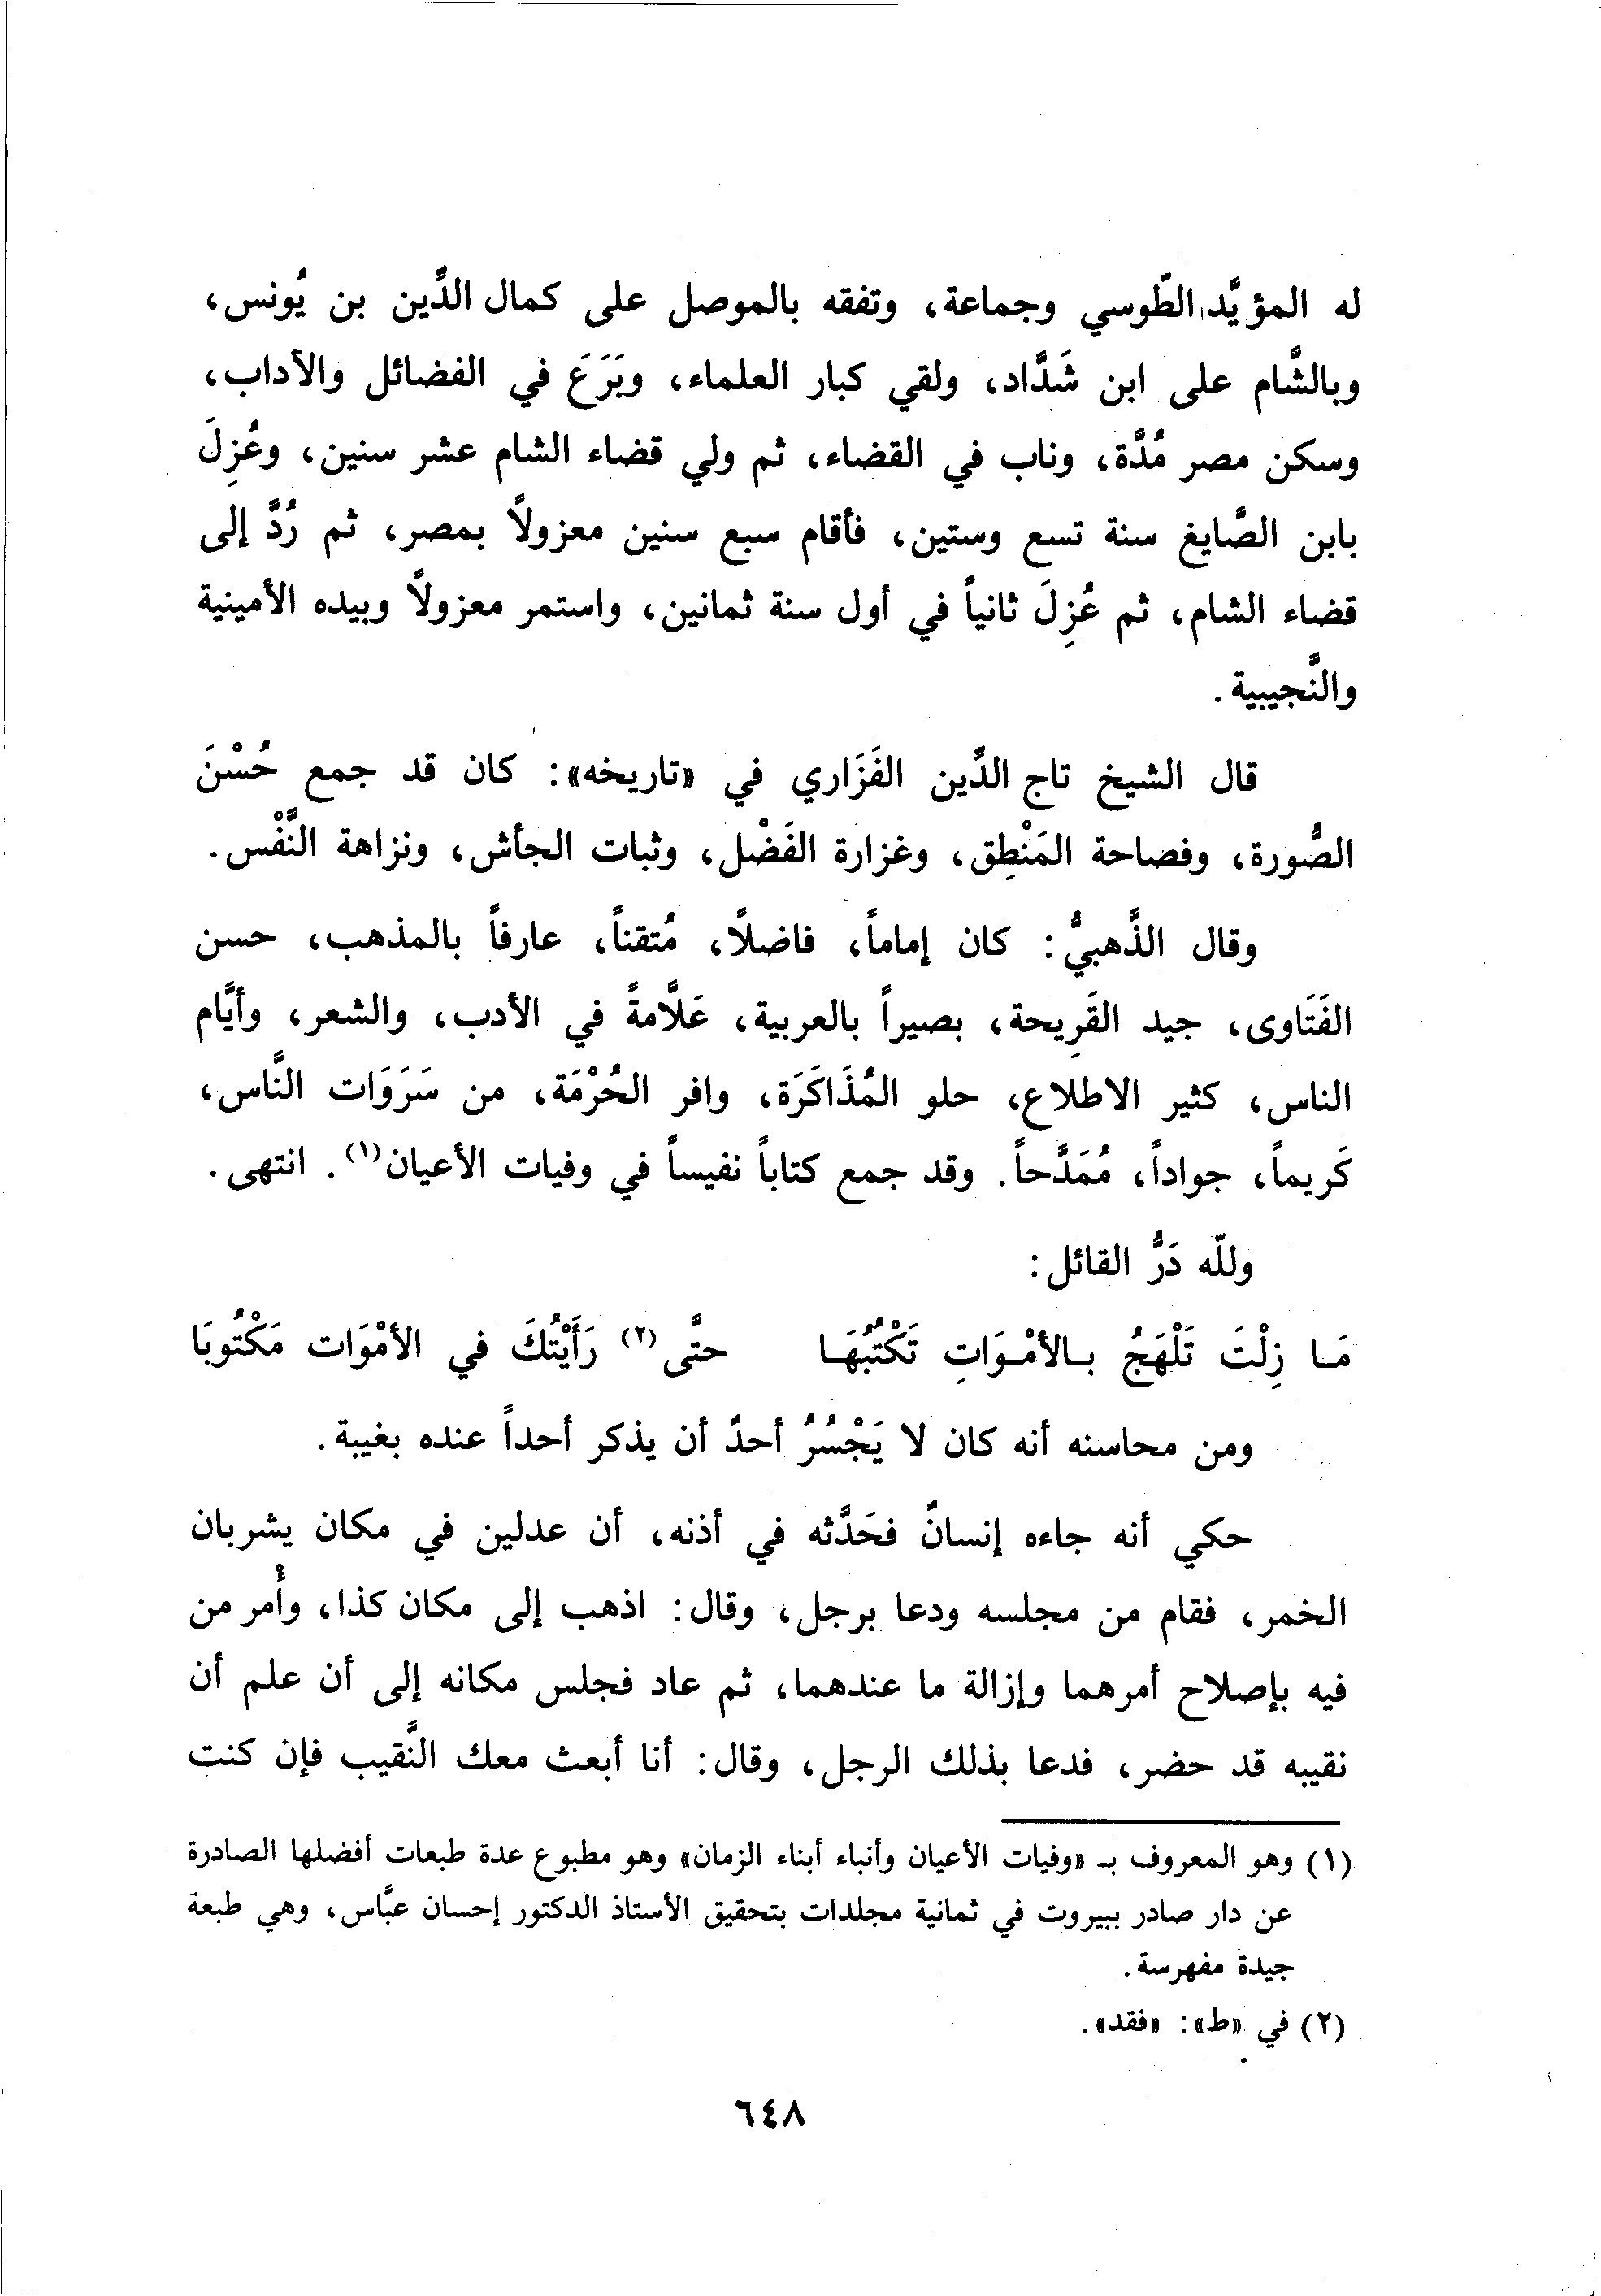 له المؤيَّد الطّوسي وجماعة، وتفقه بالموصل على كمال الدِّين بن يُونس،
وبالشَّام على ابن شَدَّاد، ولقي كبار العلماء، وبَرَعَ في الفضائل والآداب،
وسكن مصر مُدَّة، وناب في القضاء، ثم ولي قضاء الشام عشر سنين، وعُزِلَ
بابن الصَّايغ سنة تسع وستين، فأقام سبع سنين معزولاً بمصر، ثم رُدَّ إلى
قضاء الشام، ثم عُزِلَ ثانياً في أول سنة ثمانين، واستمر معزولاً وبيده الأمينية
والنَّجيبية.
قال الشيخ تاج الدِّين الفَزَاري في «تاريخه»: كان قد جمع حُسْنَ
الصُّورة، وفصاحة المَنْطِق، وغزارة الفَضْل، وثبات الجأش، ونزاهة النَّفْس.
وقال الذَّهبيُّ: كان إماماً، فاضلاً، مُتقناً، عارفاً بالمذهب، حسن
الفَتَاوى، جيد القَرِيحة، بصيراً بالعربية، عَلَّامةً في الأدب، والشعر، وأيَّام
الناس، كثير الاطلاع، حلو المُذَاكَرَة، وافر الحُرْمَة، من سَرَوَات النَّاس،
كَريماً، جواداً، مُمَدَّحاً. وقد جمع كتاباً نفيساً في وفيات الأعيان(١). انتهى.
ولله دَرُّ القائل:
مَا زِلْتَ تَلْهَجُ بِالأمْوَاتِ تَكْتُبُهَا حتَّى(٢) رَأَيْتُكَ في الأمْوَات مَكْتُوبَا
ومن محاسنه أنه كان لا يَجْسُرُ أحدٌ أن يذكر أحداً عنده بغيبة.
حكي أنه جاءه إنسانٌ فحَدَّثه في أذنه، أن عدلين في مكان يشربان
الخمر، فقام من مجلسه ودعا برجل، وقال: اذهب إلى مكان كذا، وأْمر من
فيه بإصلاح أمرهما وإزالة ما عندهما، ثم عاد فجلس مكانه إلى أن علم أن
نقيبه قد حضر، فدعا بذلك الرجل، وقال: أنا أبعث معك النَّقيب فإن كنت
(١) وهو المعروف بـ «وفيات الأعيان وأنباء أبناء الزمان» وهو مطبوع عدة طبعات أفضلها الصادرة
عن دار صادر ببيروت في ثمانية مجلدات بتحقيق الأستاذ الدكتور إحسان عبَّاس، وهي طبعة
جيدة مفهرسة.
(٢) في «ط»: «فقد».
٦٤٨